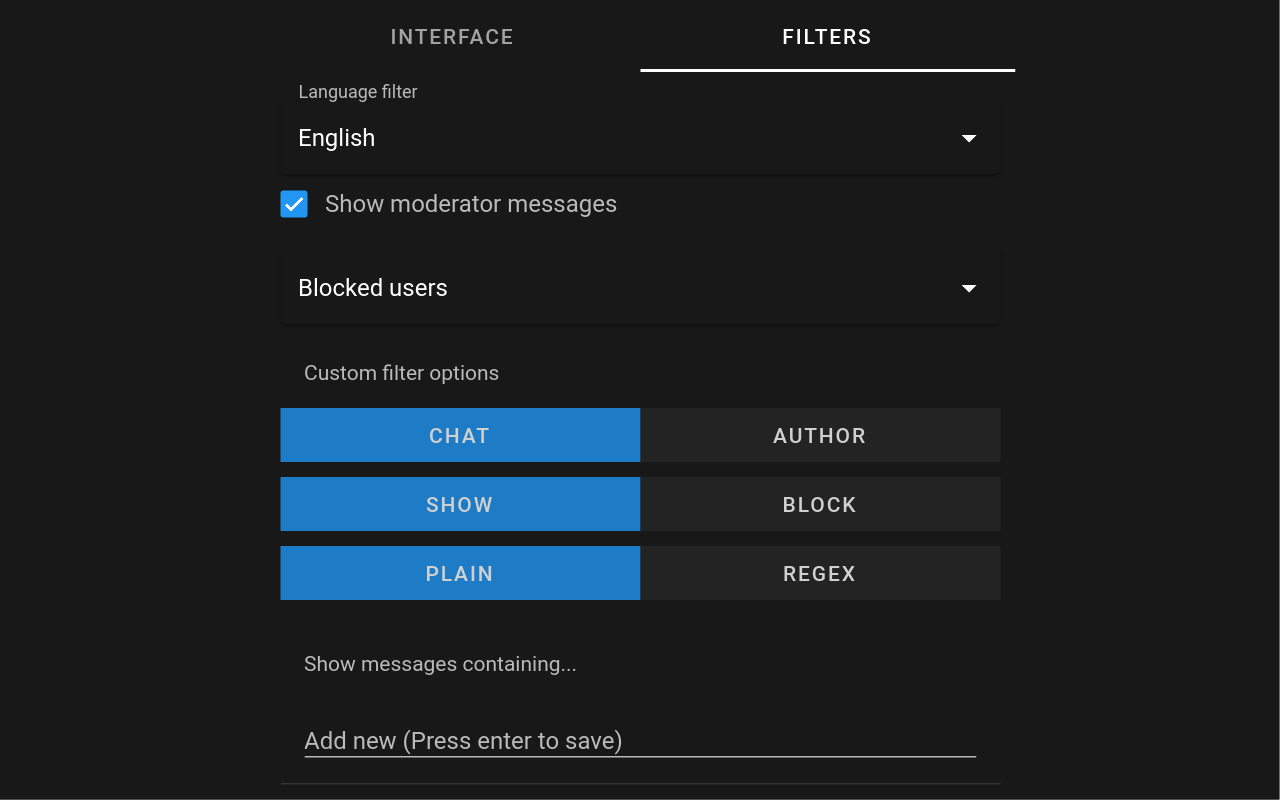 INTERFACE FILTERS
Language filter
English
Show moderator messages
Blocked users
Custom filter options
CHAT AUTHOR
SHOW BLOCK
PLAIN REGEX
Show messages containing...
Add new (Press enter to save)